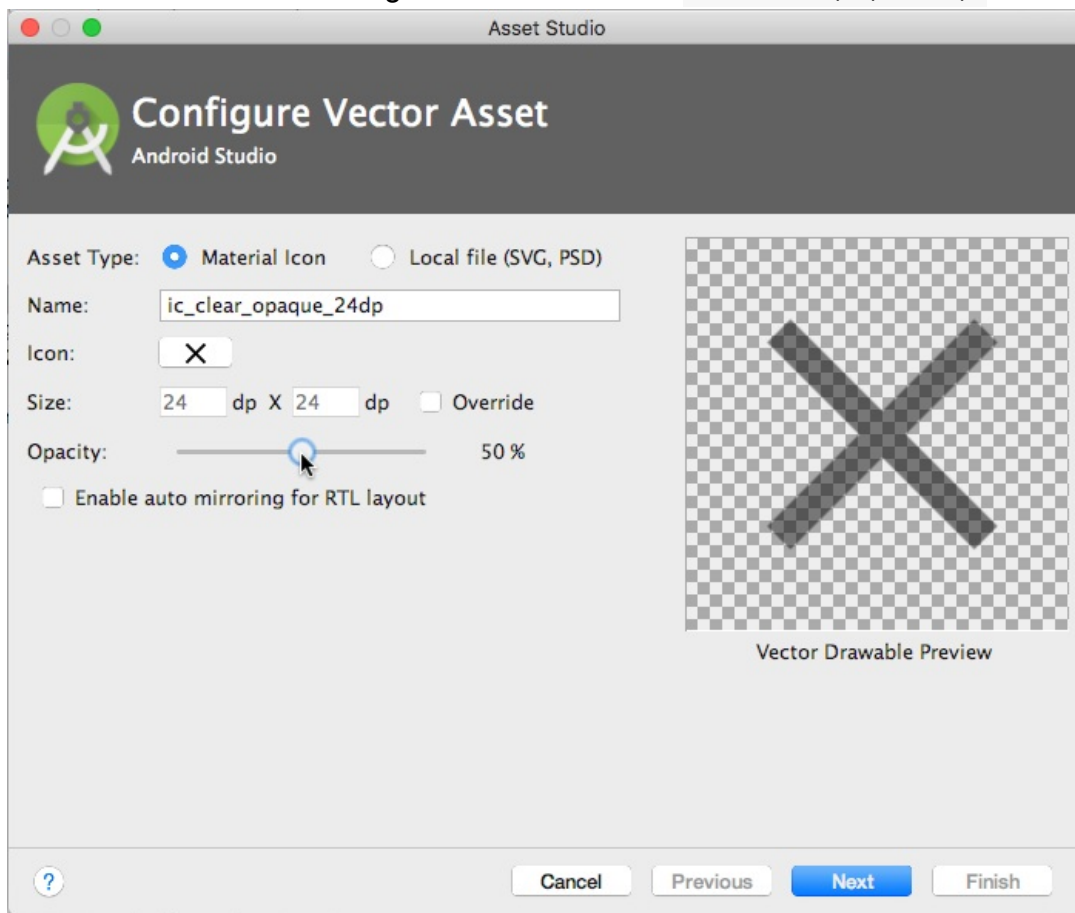 Asset Studio
Configure Vector Asset
Android Studio
Asset Type: Material Icon Local file (SVG, PSD)
Name: ic_clear_opaque_24dp
Icon:
Size: 24 dp X 24 dp Override
Opacity: 50 %
Enable auto mirroring for RTL layout
Vector Drawable Preview
? Cancel Previous Next Finish